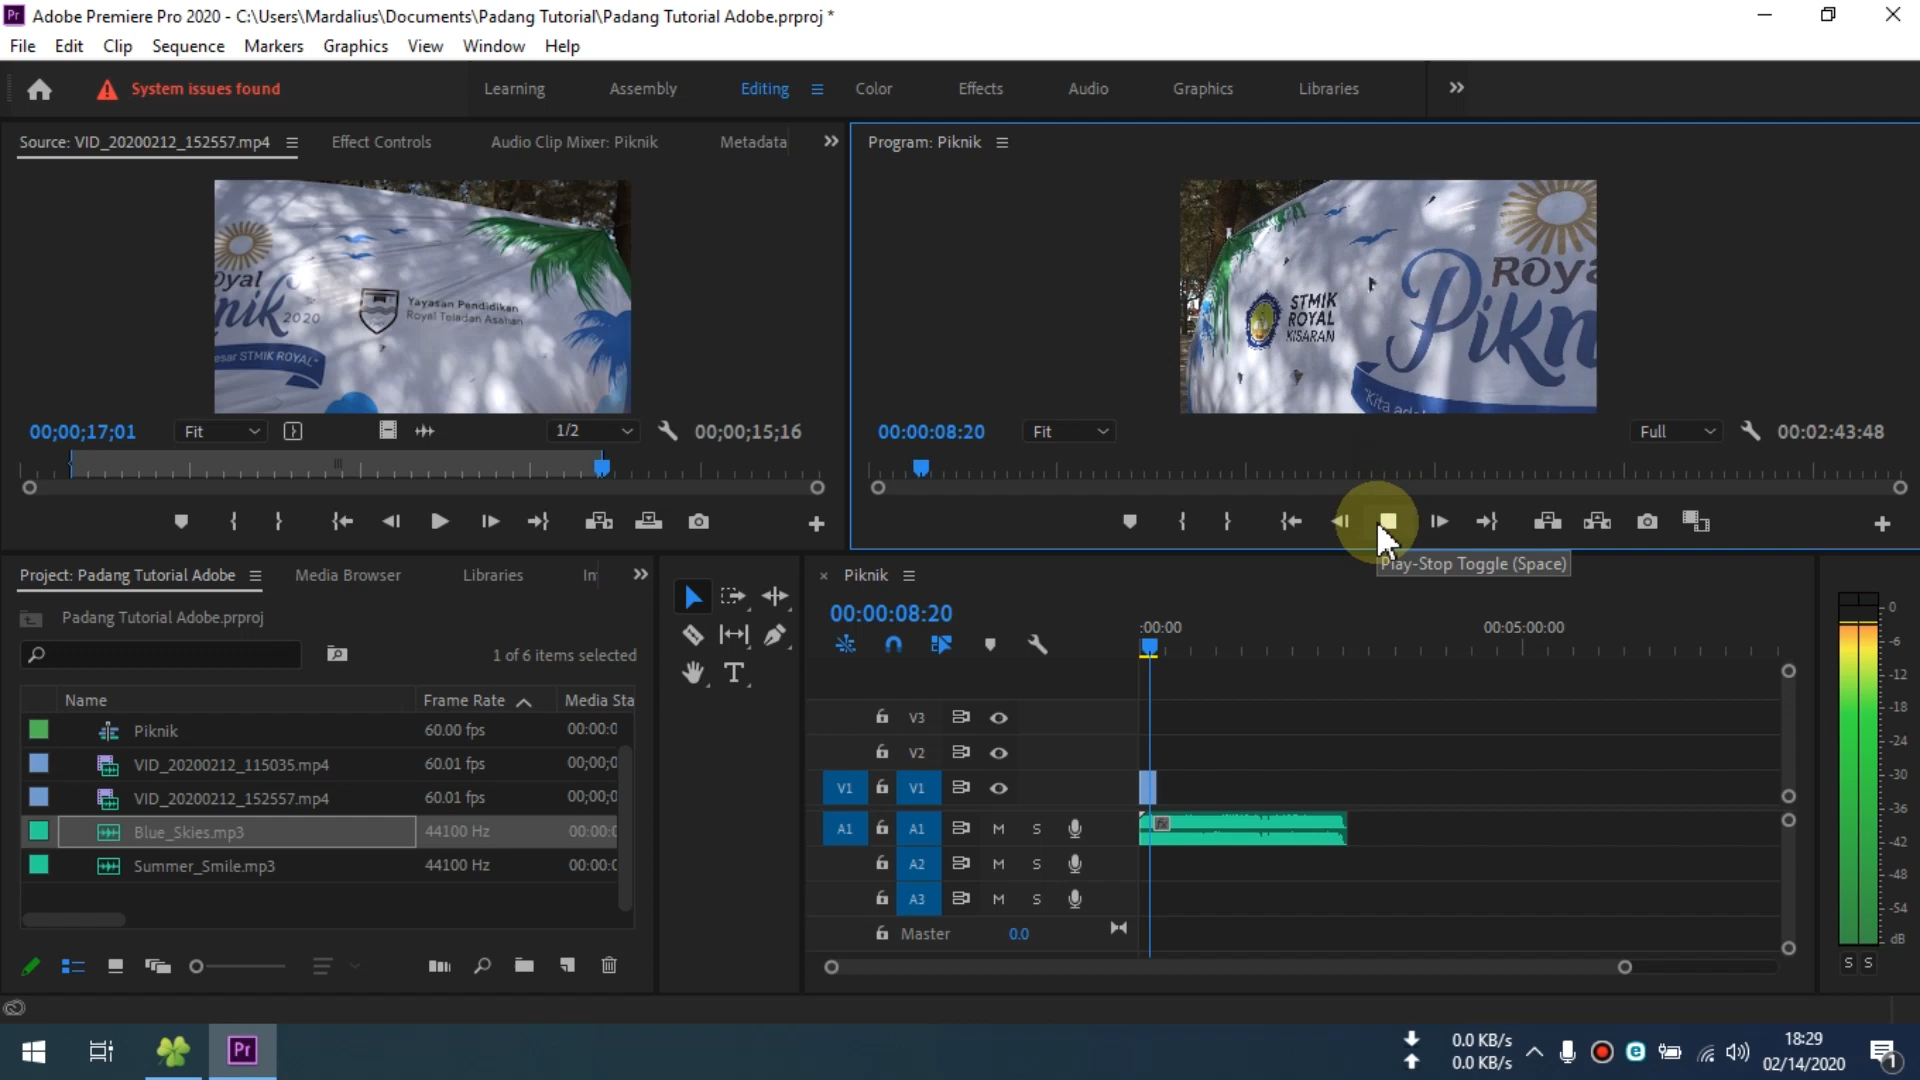 Adobe Premiere Pro 2020 - C:\Users\Mardalius\Documents\Padang Tutorial\Padang Tutorial Adobe.prproj *
File Edit Clip Sequence Markers Graphics View Window Help
System issues found Learning Assembly Editing Color Effects Audio Graphics Libraries
Source: VID_20200212_152557.mp4 Effect Controls Audio Clip Mixer: Piknik Metadata
Program: Piknik
oyal
nik 2020
esar STMIK ROYAL"
Yayasan Pendidikan
Royal Teladan Asahan
STMIK
ROYAL
KISARAN
Roya
Pikn
"Kita ad
00;00;17;01 Fit 1/2 00;00;15;16
00:00:08:20 Fit Full 00:02:43:48
Play-Stop Toggle (Space)
Project: Padang Tutorial Adobe Media Browser Libraries In
Padang Tutorial Adobe.prproj
1 of 6 items selected
Name Frame Rate Media Sta
Piknik 60.00 fps 00:00:0
VID_20200212_115035.mp4 60.01 fps 00;00;0
VID_20200212_152557.mp4 60.01 fps 00;00;0
Blue_Skies.mp3 44100 Hz 00:00:0
Summer_Smile.mp3 44100 Hz 00:00:0
× Piknik
00:00:08:20
:00:00 00:05:00:00
V3
V2
V1 V1
A1 A1 M S fx
A2 M S
A3 M S
Master 0.0
0
-6
-12
-18
-24
-30
-36
-42
-48
-54
dB
S S
Pr
0.0 KB/s
0.0 KB/s
18:29
02/14/2020
1